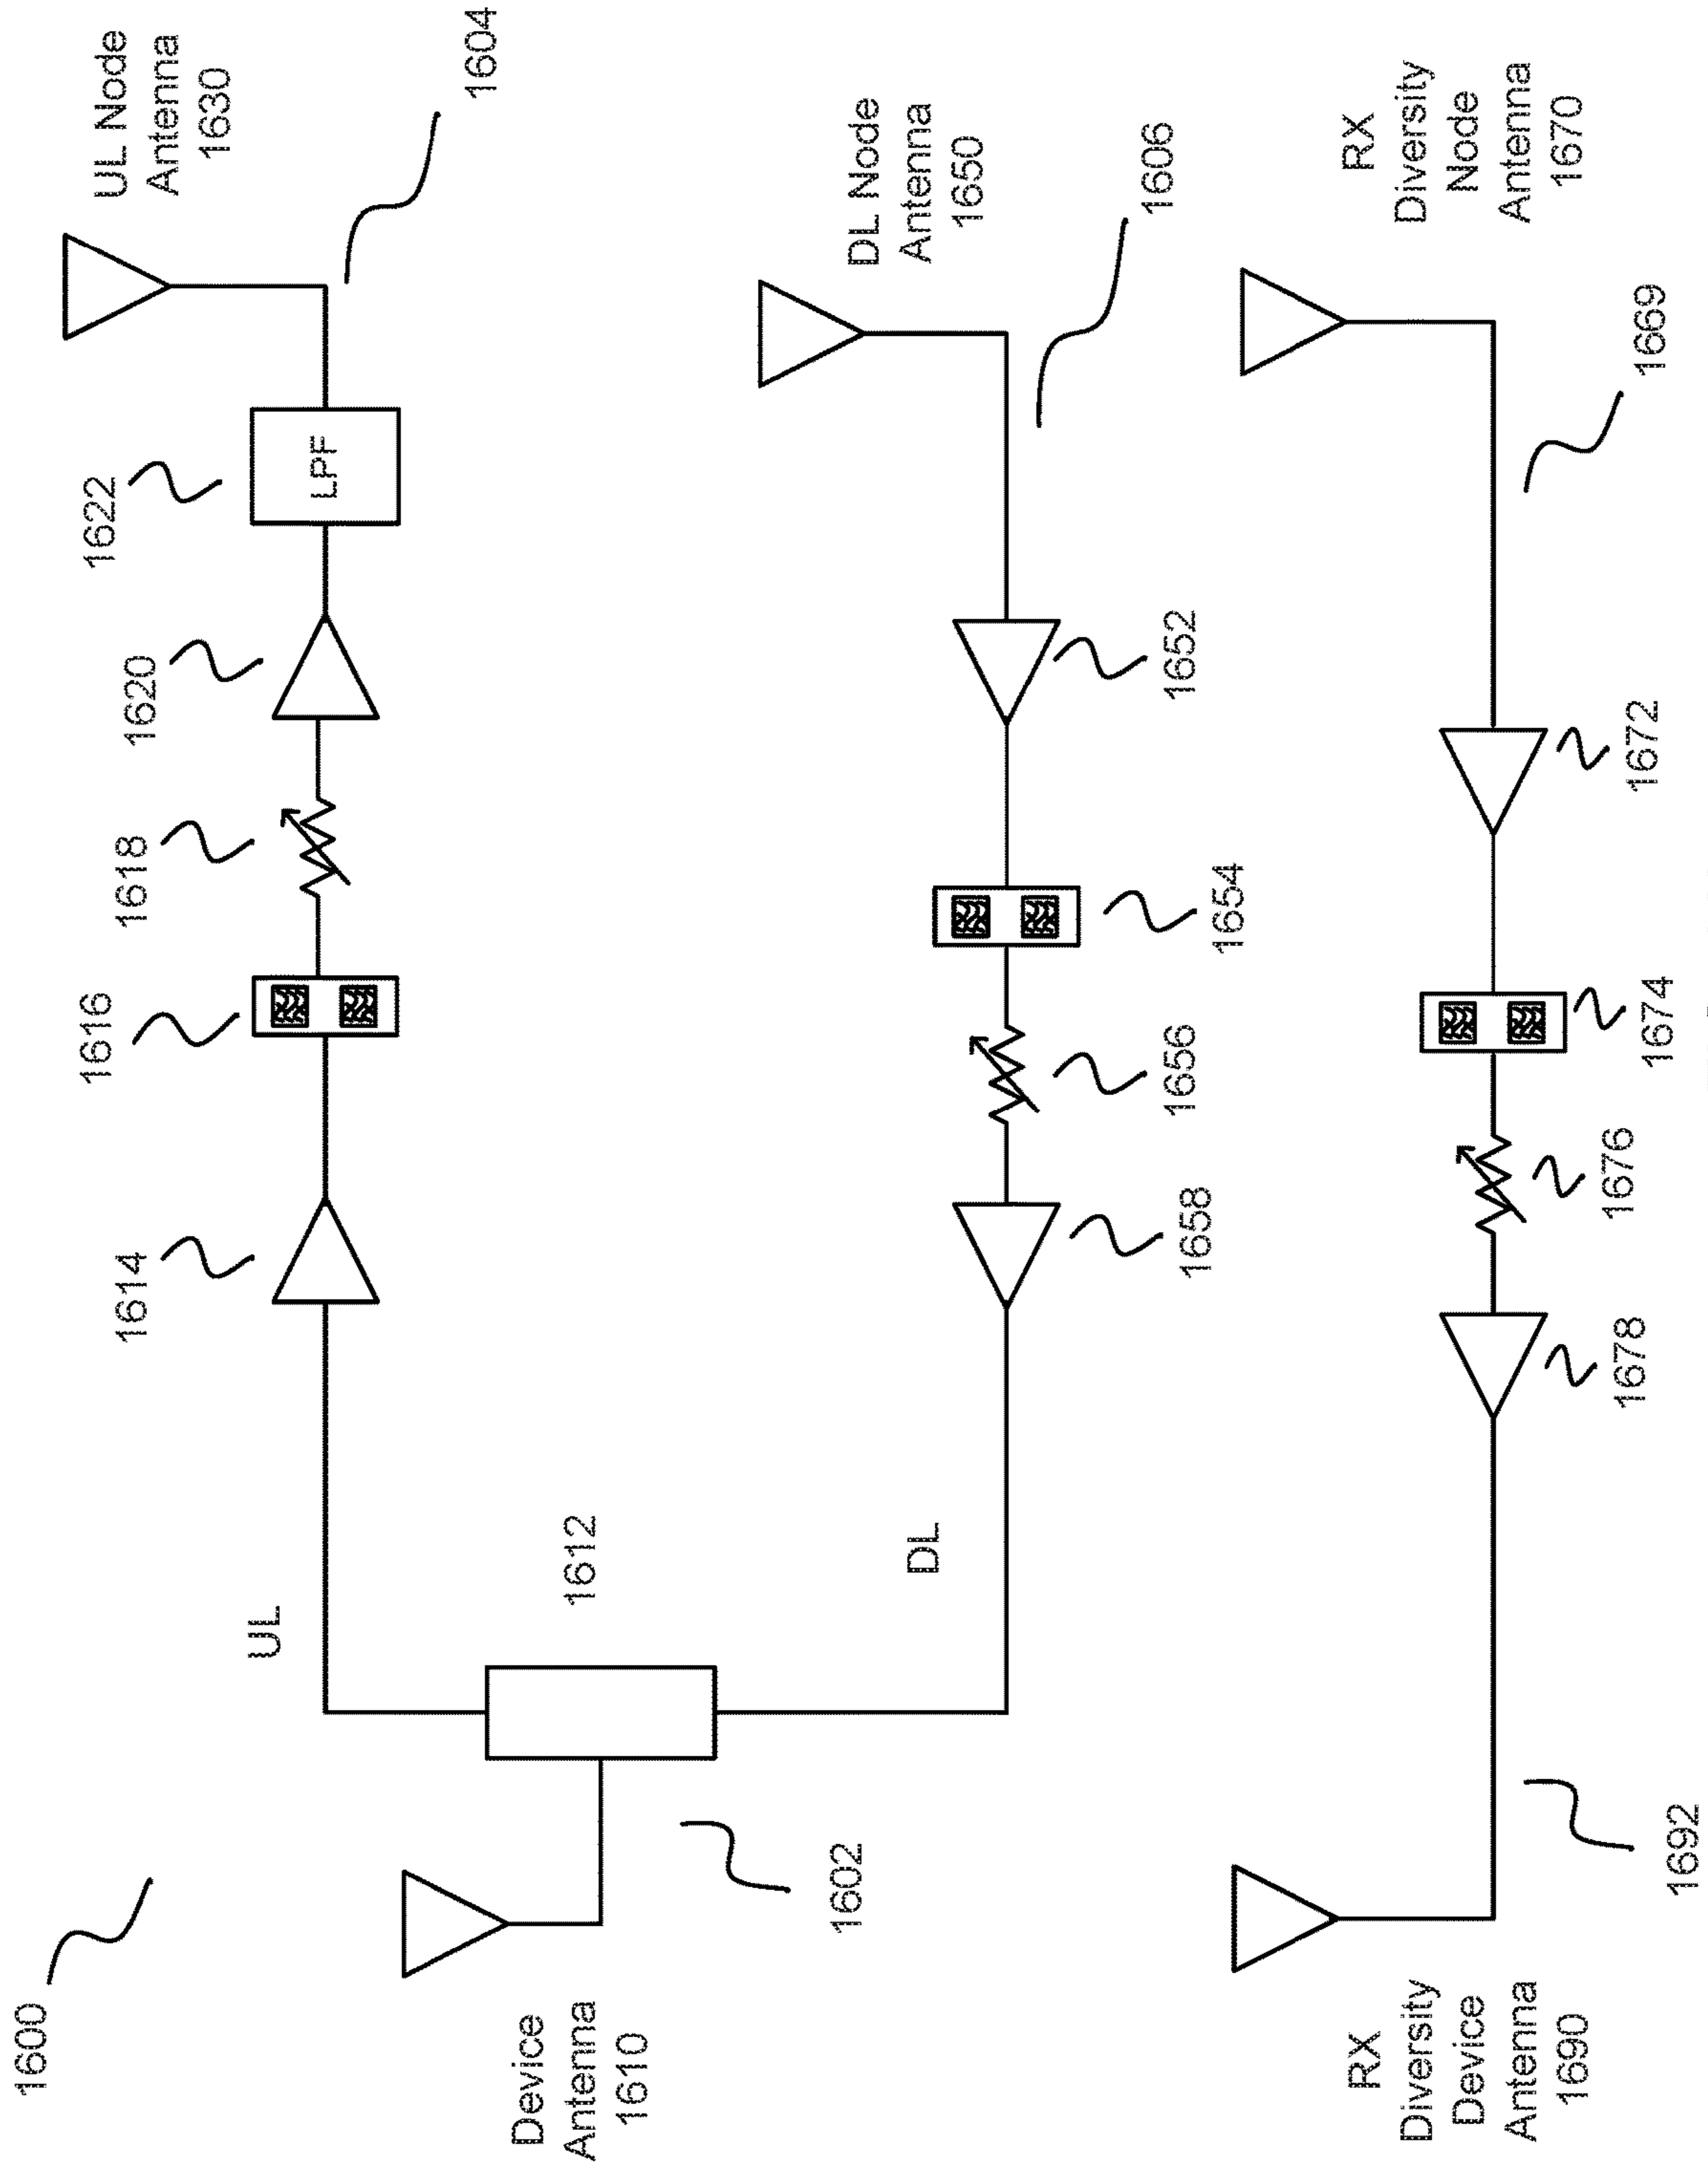 1600
UL Node
Antenna
1630
1604
1622
LPF
1620
1618
1616
1614
UL
1612
Device
Antenna
1610
1602
DL Node
Antenna
1650
1606
1652
1654
1656
1658
DL
RX
Diversity
Node
Antenna
1670
1669
1672
1674
1676
1678
1692
RX
Diversity
Device
Antenna
1690